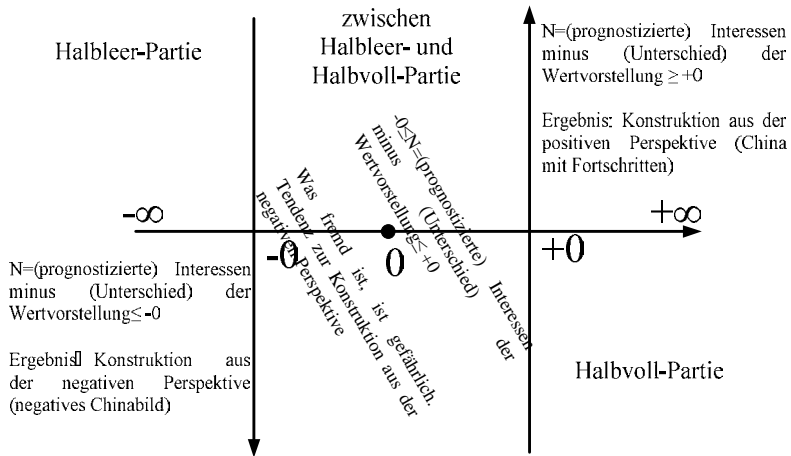 Halbleer-Partie
zwischen
Halbleer- und
Halbvoll-Partie
N=(prognostizierte) Interessen
minus (Unterschied) der
Wertvorstellung ≥ +0
Ergebnis: Konstruktion aus der
positiven Perspektive (China
mit Fortschritten)
-0≤N=(prognostizierte) Interessen
minus (Unterschied) der
Wertvorstellung≤ +0
Was fremd ist, ist gefährlich.
Tendenz zur Konstruktion aus der
negativen Perspektive
-∞
-0
0
+0
+∞
N=(prognostizierte) Interessen
minus (Unterschied) der
Wertvorstellung≤ -0
Ergebnis Konstruktion aus
der negativen Perspektive
(negatives Chinabild)
Halbvoll-Partie